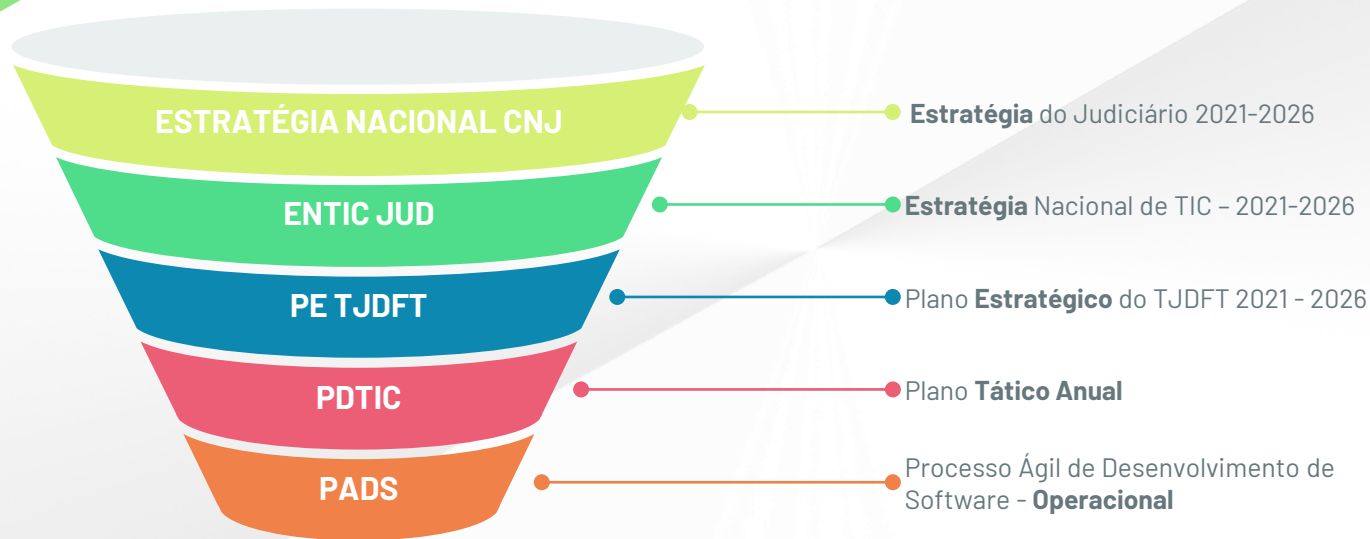 ESTRATÉGIA NACIONAL CNJ
Estratégia do Judiciário 2021-2026
ENTIC JUD
Estratégia Nacional de TIC – 2021-2026
PE TJDFT
Plano Estratégico do TJDFT 2021 - 2026
PDTIC
Plano Tático Anual
PADS
Processo Ágil de Desenvolvimento de
Software - Operacional